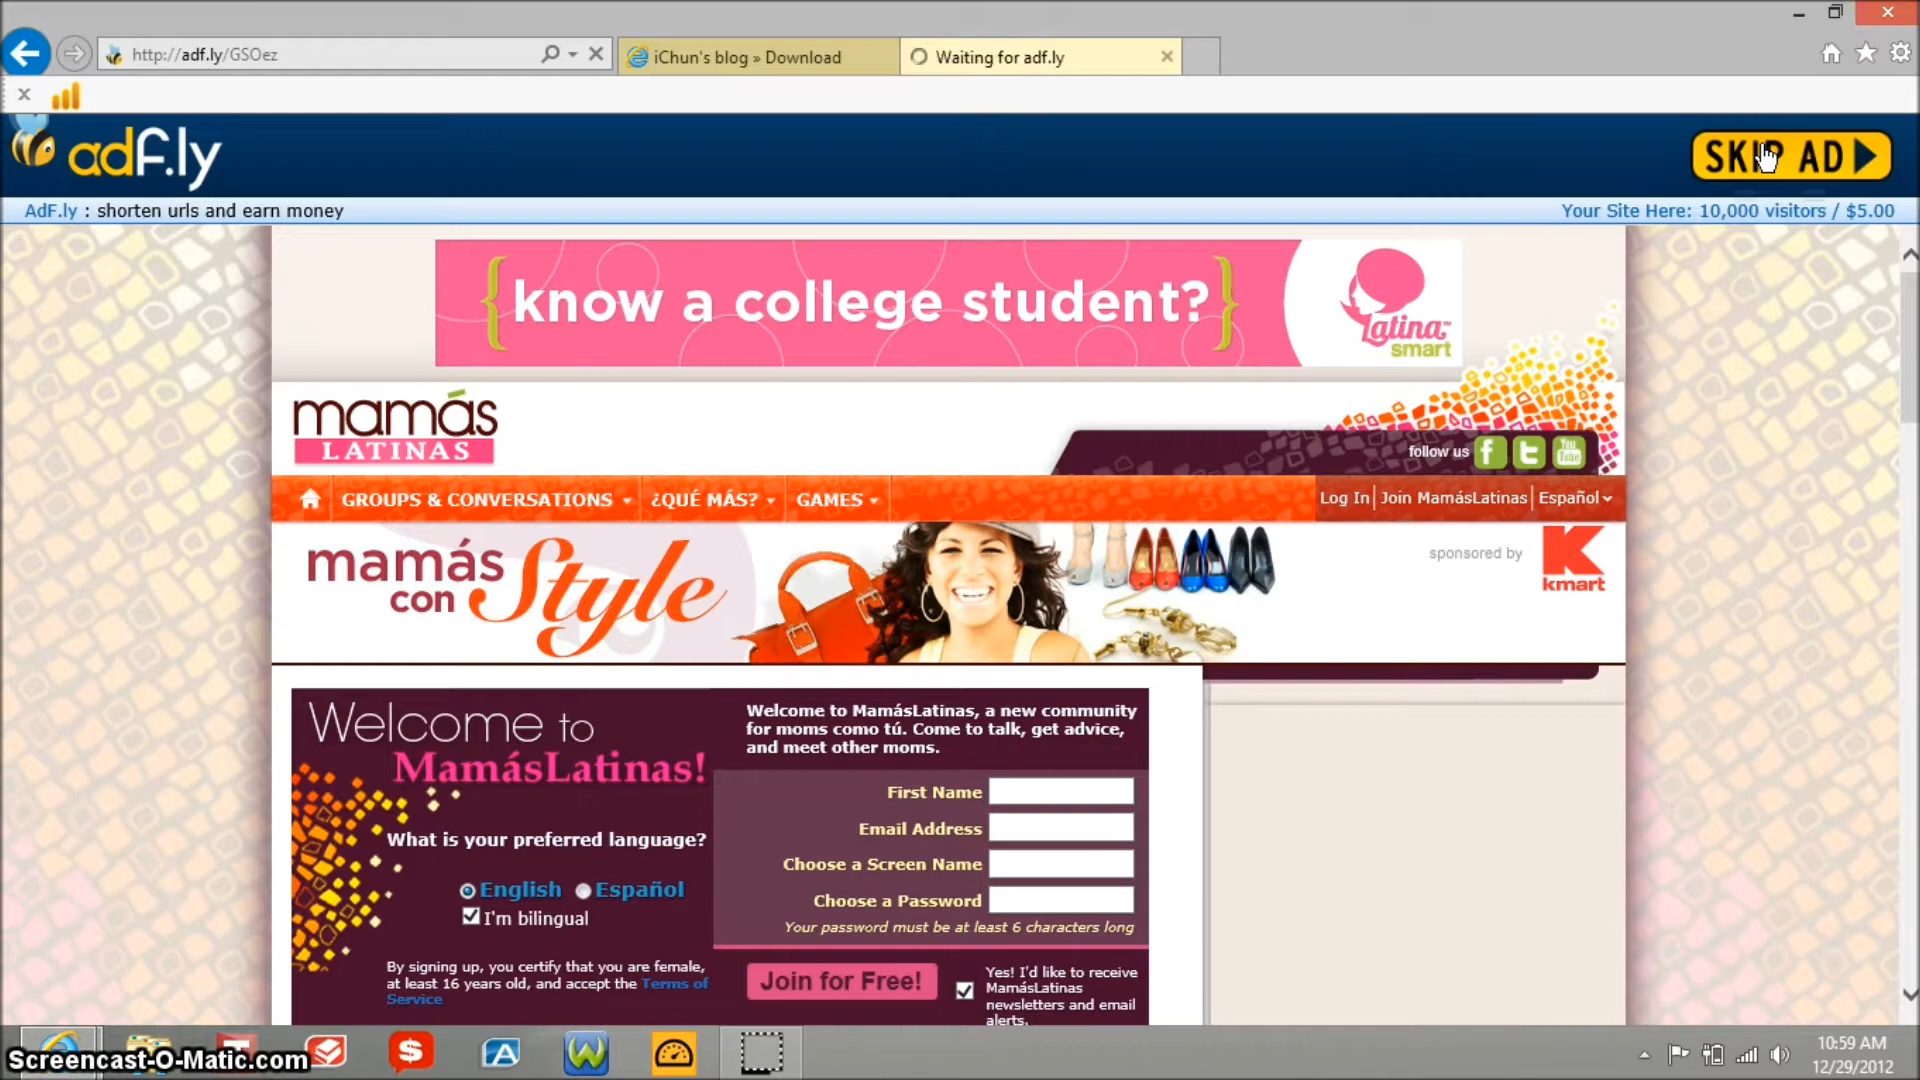 http://adf.ly/GSOez
iChun's blog » Download
Waiting for adf.ly
adf.ly
SKIP AD
AdF.ly : shorten urls and earn money
Your Site Here: 10,000 visitors / $5.00
{know a college student?}
Latina™
smart
mamás
LATINAS
follow us
You
Tube
GROUPS & CONVERSATIONS
¿QUÉ MÁS?
GAMES
Log In
Join MamásLatinas
Español
mamás
con
Style
sponsored by
kmart
Welcome to
MamásLatinas!
Welcome to MamásLatinas, a new community
for moms como tú. Come to talk, get advice,
and meet other moms.
First Name
Email Address
Choose a Screen Name
Choose a Password
Your password must be at least 6 characters long
What is your preferred language?
English
Español
I'm bilingual
By signing up, you certify that you are female,
at least 16 years old, and accept the Terms of
Service
Join for Free!
Yes! I'd like to receive
MamásLatinas
newsletters and email
alerts.
Screencast-O-Matic.com
10:59 AM
12/29/2012